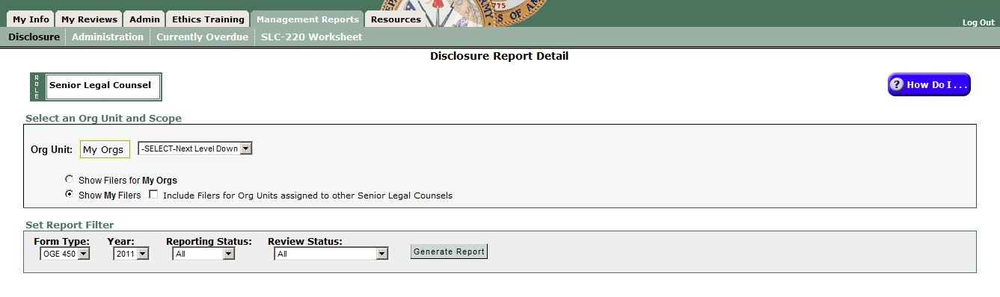 My Info My Reviews Admin Ethics Training Management Reports Resources
Log Out
Disclosure Administration Currently Overdue SLC-220 Worksheet
Disclosure Report Detail
ROLE Senior Legal Counsel
? How Do I . . .
Select an Org Unit and Scope
Org Unit: My Orgs -SELECT-Next Level Down
Show Filers for My Orgs
Show My Filers Include Filers for Org Units assigned to other Senior Legal Counsels
Set Report Filter
Form Type: Year: Reporting Status: Review Status:
OGE 450 2011 All All Generate Report